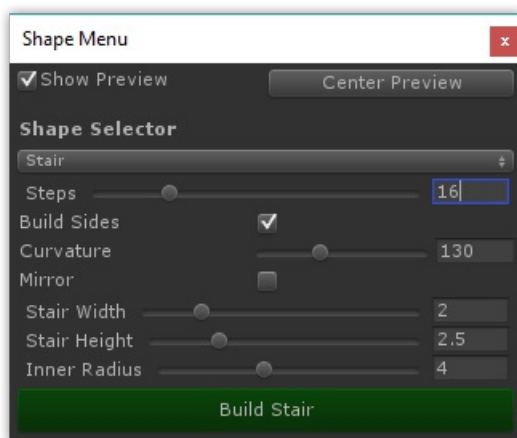 Shape Menu x
Show Preview Center Preview
Shape Selector
Stair
Steps 16
Build Sides
Curvature 130
Mirror
Stair Width 2
Stair Height 2.5
Inner Radius 4
Build Stair